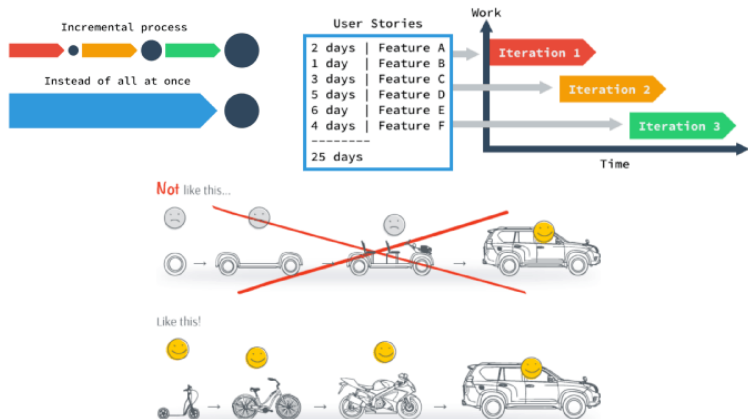 Incremental process
Instead of all at once
User Stories
2 days | Feature A
1 day | Feature B
3 days | Feature C
5 days | Feature D
6 day | Feature E
4 days | Feature F
--------
25 days
Work
Iteration 1
Iteration 2
Iteration 3
Time
Not like this...
Like this!